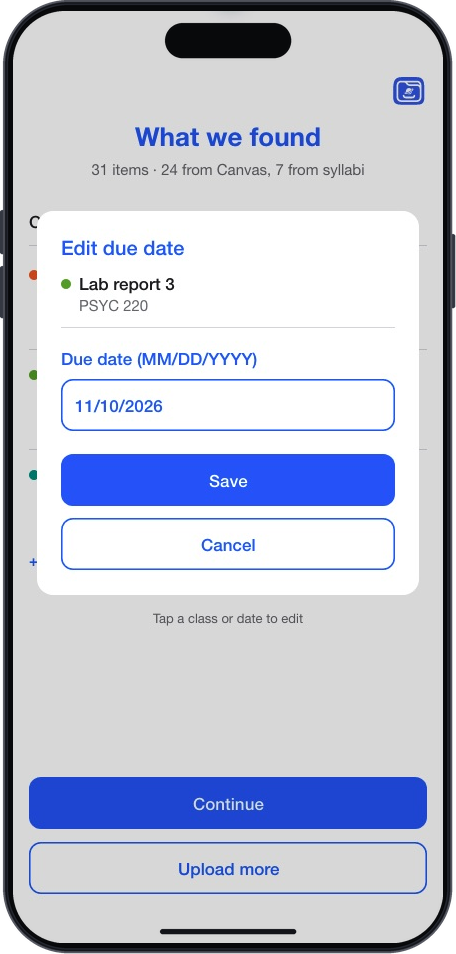 What we found
31 items · 24 from Canvas, 7 from syllabi
Edit due date
Lab report 3
PSYC 220
Due date (MM/DD/YYYY)
11/10/2026
Save
Cancel
+
Tap a class or date to edit
Continue
Upload more